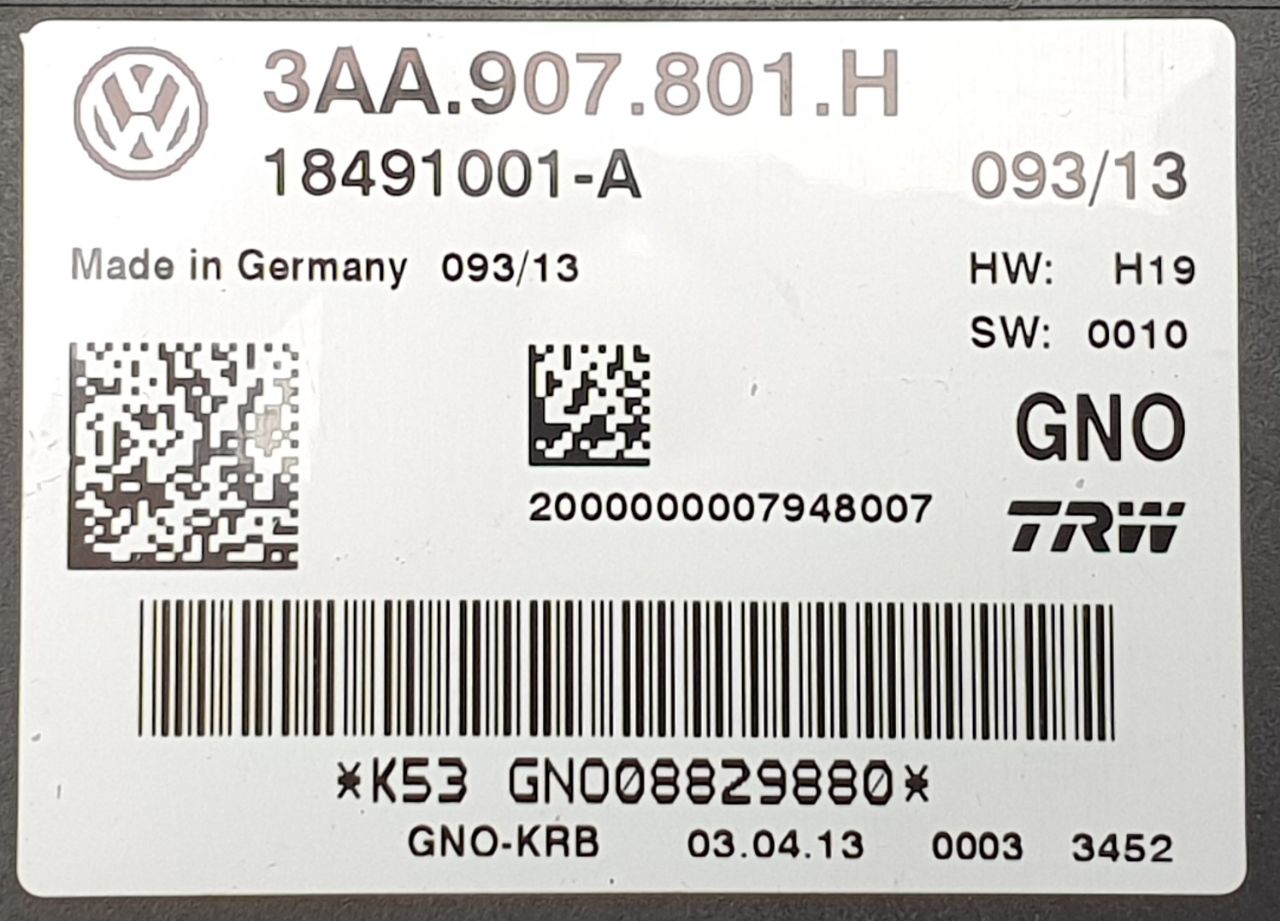 3AA.907.801.H
18491001-A 093/13
Made in Germany 093/13 HW: H19
SW: 0010
GNO
2000000007948007
TRW
*K53 GNO08829880*
GNO-KRB 03.04.13 0003 3452